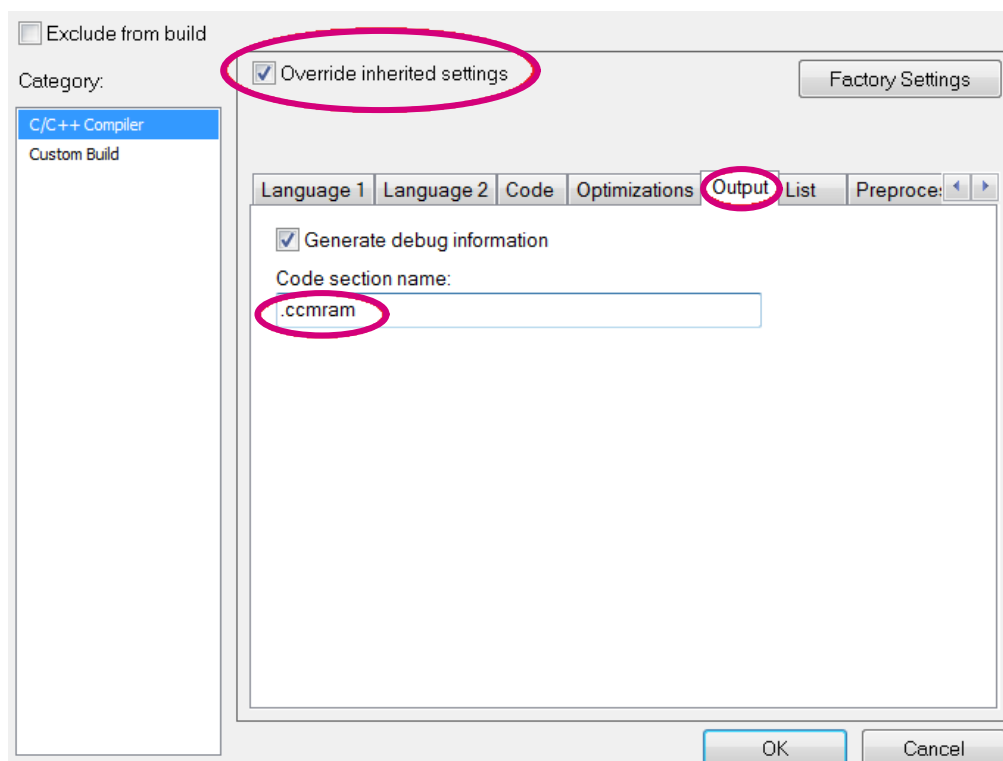 Exclude from build
Category:
C/C++ Compiler
Custom Build
Override inherited settings
Factory Settings
Language 1 Language 2 Code Optimizations Output List Preproce
Generate debug information
Code section name:
.ccmram
OK Cancel